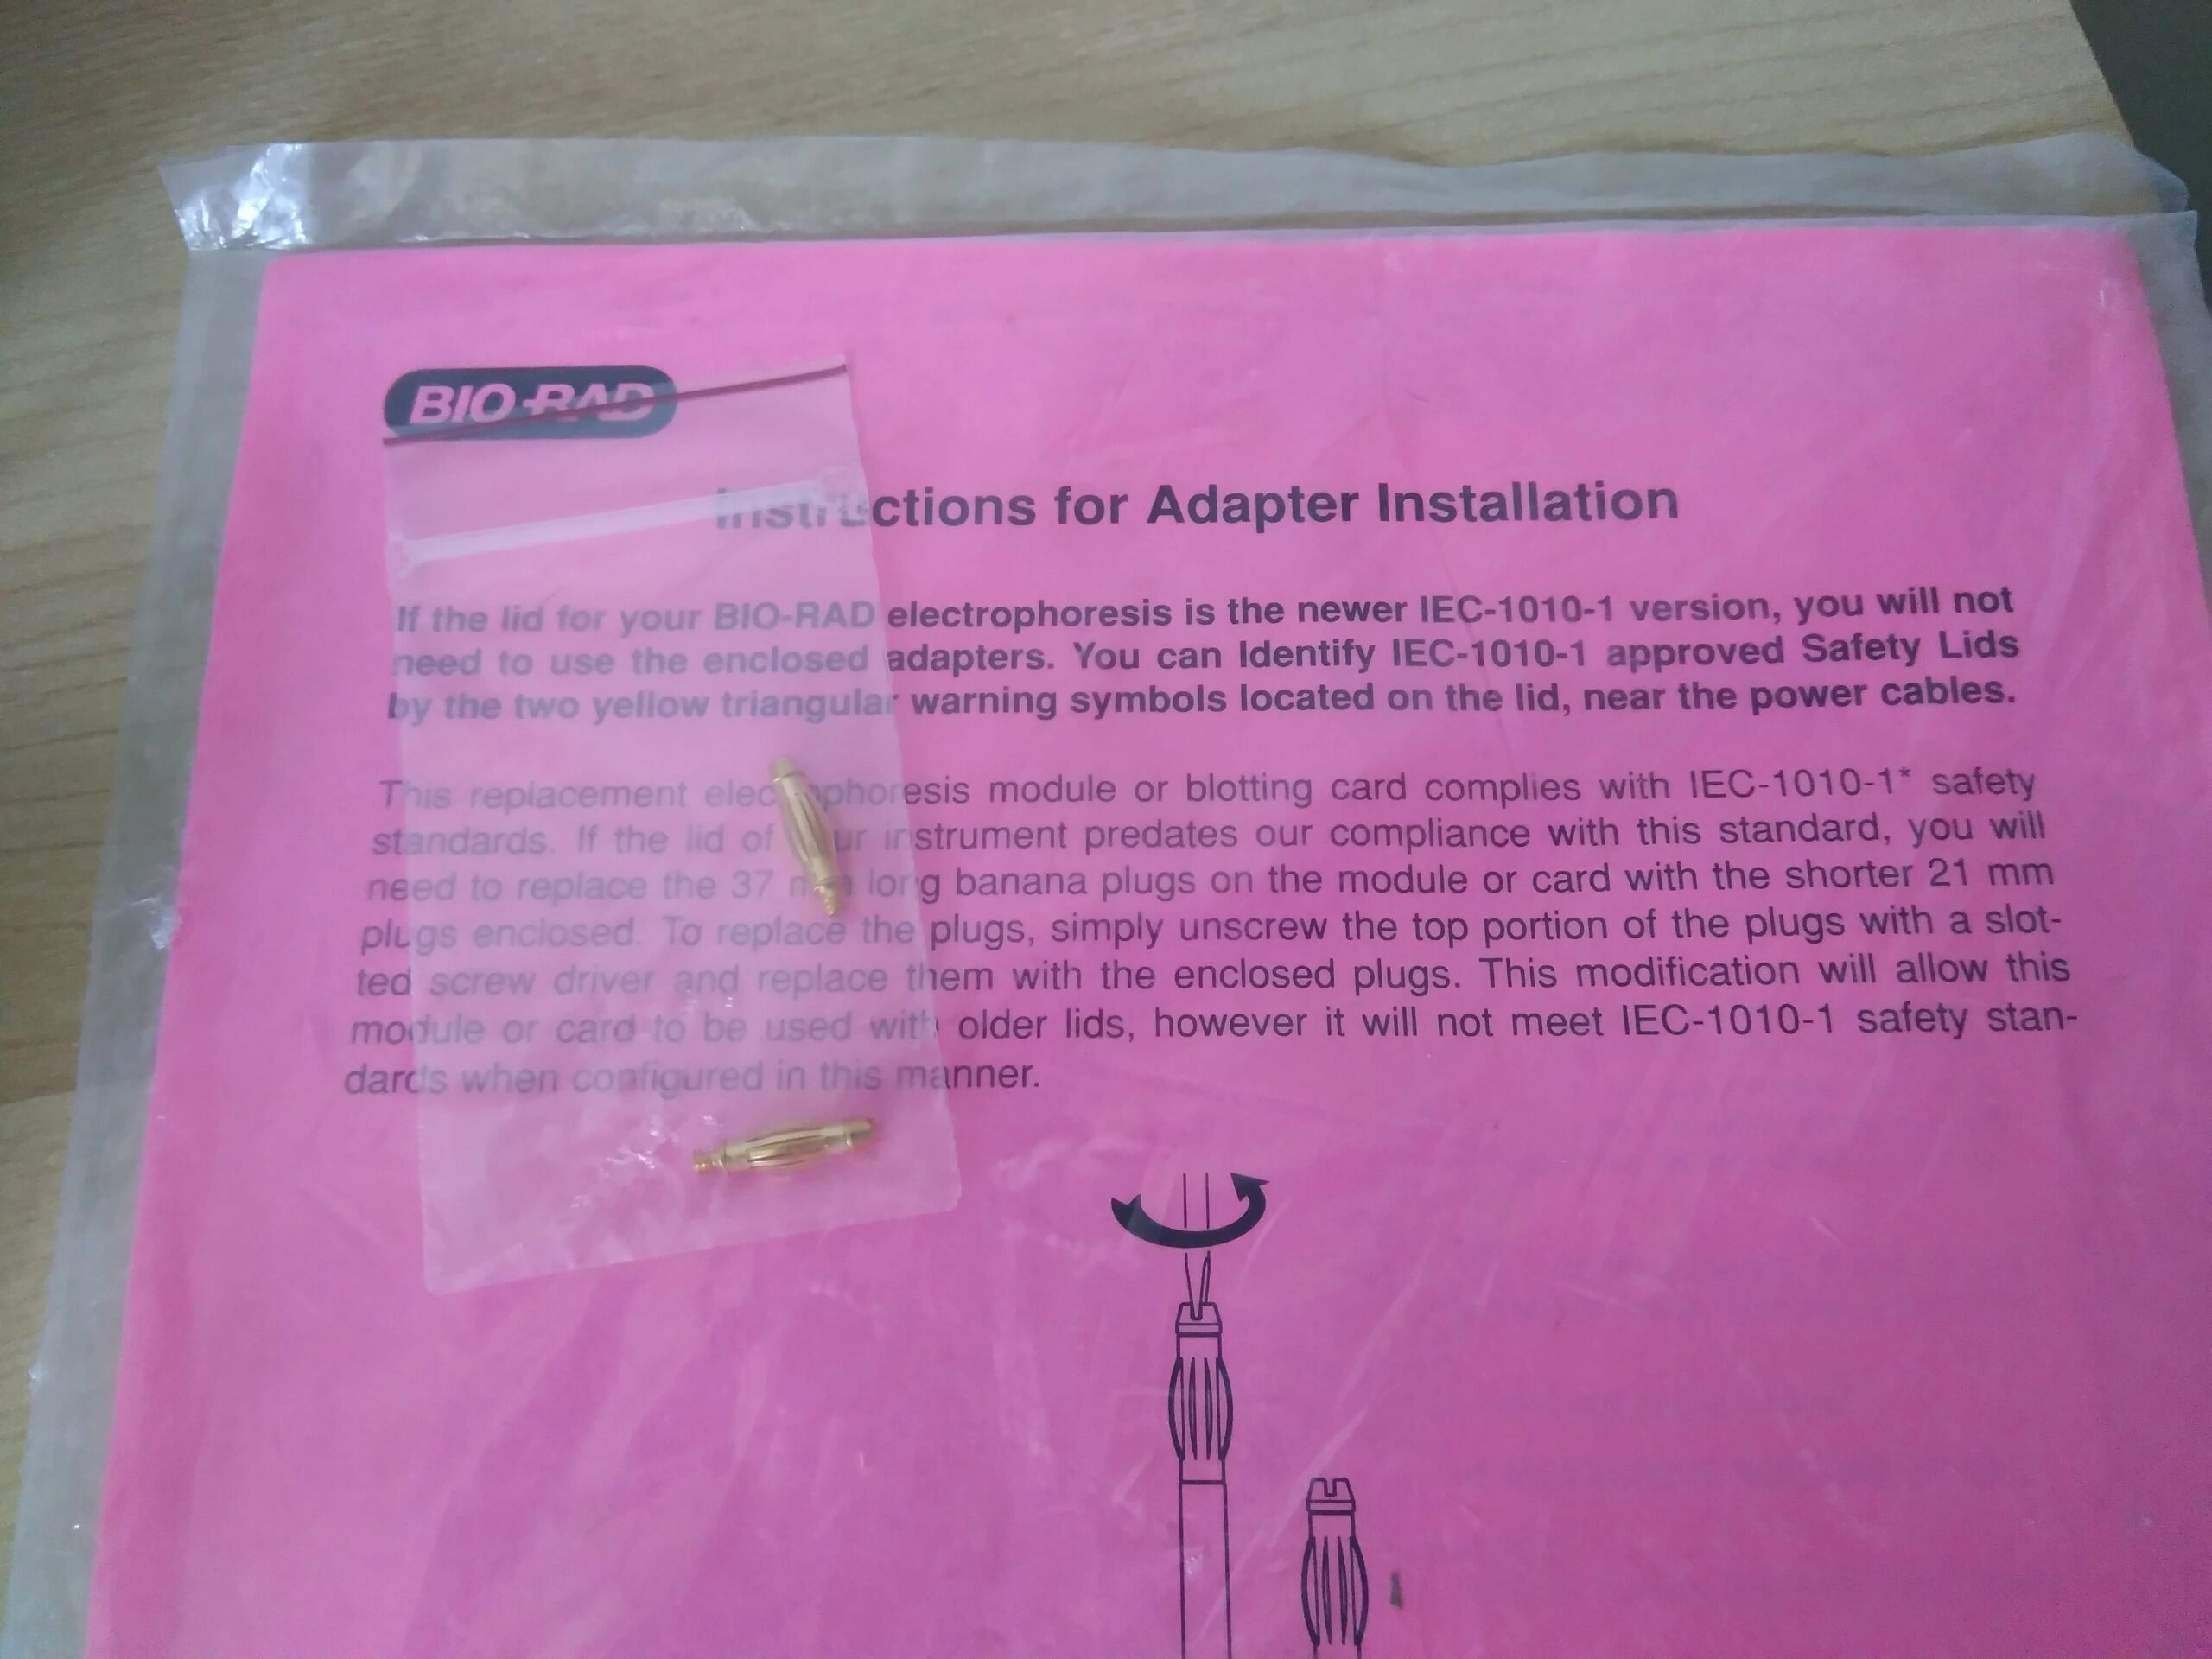 BIO-RAD
Instructions for Adapter Installation
If the lid for your BIO-RAD electrophoresis is the newer IEC-1010-1 version, you will not
need to use the enclosed adapters. You can Identify IEC-1010-1 approved Safety Lids
by the two yellow triangular warning symbols located on the lid, near the power cables.
This replacement electrophoresis module or blotting card complies with IEC-1010-1* safety
standards. If the lid of your instrument predates our compliance with this standard, you will
need to replace the 37 mm long banana plugs on the module or card with the shorter 21 mm
plugs enclosed. To replace the plugs, simply unscrew the top portion of the plugs with a slot-
ted screw driver and replace them with the enclosed plugs. This modification will allow this
module or card to be used with older lids, however it will not meet IEC-1010-1 safety stan-
dards when configured in this manner.